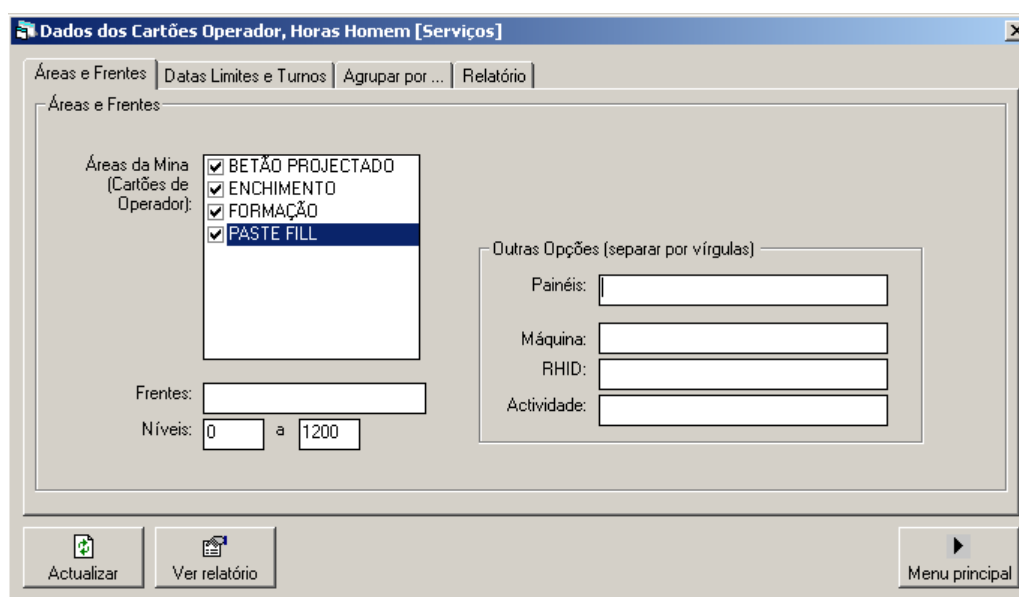 Dados dos Cartões Operador, Horas Homem [Serviços]
Áreas e Frentes Datas Limites e Turnos Agrupar por ... Relatório
Áreas e Frentes
Áreas da Mina
(Cartões de
Operador):
BETÃO PROJECTADO
ENCHIMENTO
FORMAÇÃO
PASTE FILL
Outras Opções (separar por vírgulas)
Painéis:
Máquina:
RHID:
Actividade:
Frentes:
Níveis: 0 a 1200
Actualizar
Ver relatório
Menu principal